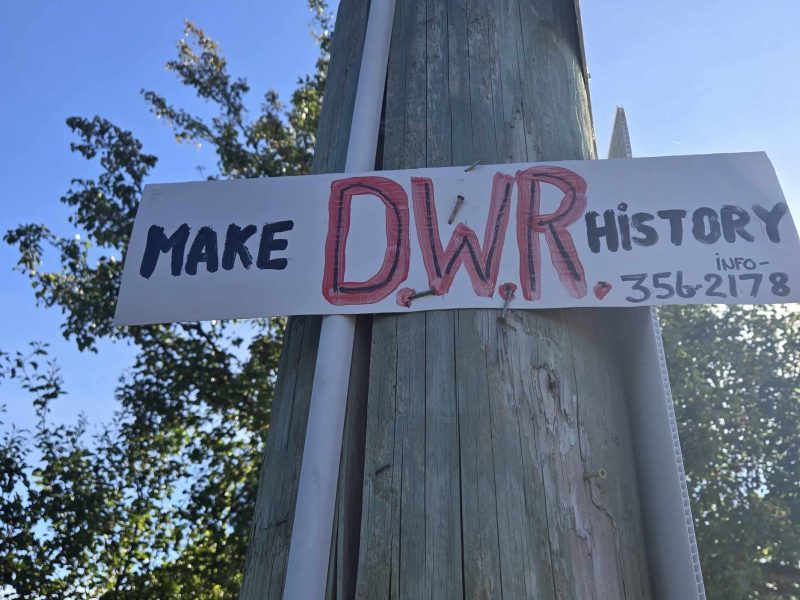 MAKE D.W.R. HISTORY
INFO-
356-2178